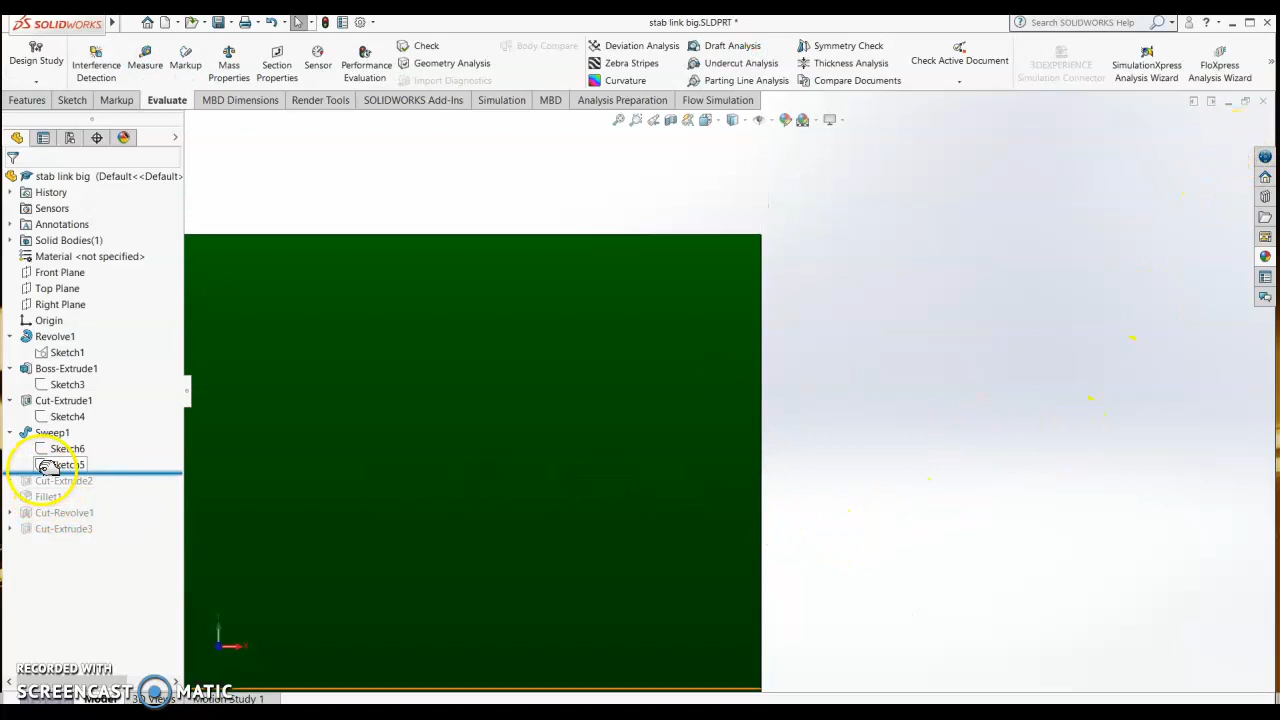 SOLIDWORKS
stab link big.SLDPRT *
Search SOLIDWORKS Help
Design Study
Interference Detection
Measure
Markup
Mass Properties
Section Properties
Sensor
Performance Evaluation
Check
Geometry Analysis
Import Diagnostics
Body Compare
Deviation Analysis
Zebra Stripes
Curvature
Draft Analysis
Undercut Analysis
Parting Line Analysis
Symmetry Check
Thickness Analysis
Compare Documents
Check Active Document
3DEXPERIENCE Simulation Connector
SimulationXpress Analysis Wizard
FloXpress Analysis Wizard
Features
Sketch
Markup
Evaluate
MBD Dimensions
Render Tools
SOLIDWORKS Add-Ins
Simulation
MBD
Analysis Preparation
Flow Simulation
stab link big (Default<<Default>
History
Sensors
Annotations
Solid Bodies(1)
Material <not specified>
Front Plane
Top Plane
Right Plane
Origin
Revolve1
Sketch1
Boss-Extrude1
Sketch3
Cut-Extrude1
Sketch4
Sweep1
Sketch6
Sketch5
Cut-Extrude2
Fillet1
Cut-Revolve1
Cut-Extrude3
RECORDED WITH
SCREENCAST MATIC
Model
3D Views
Motion Study 1